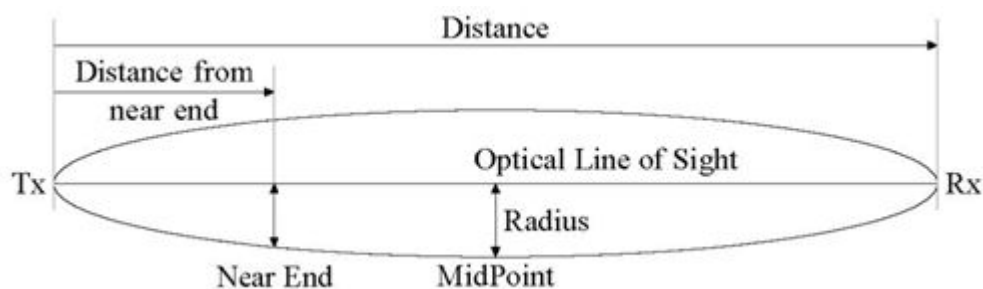 Distance
Distance from
near end
Optical Line of Sight
Tx
Rx
Radius
Near End
MidPoint